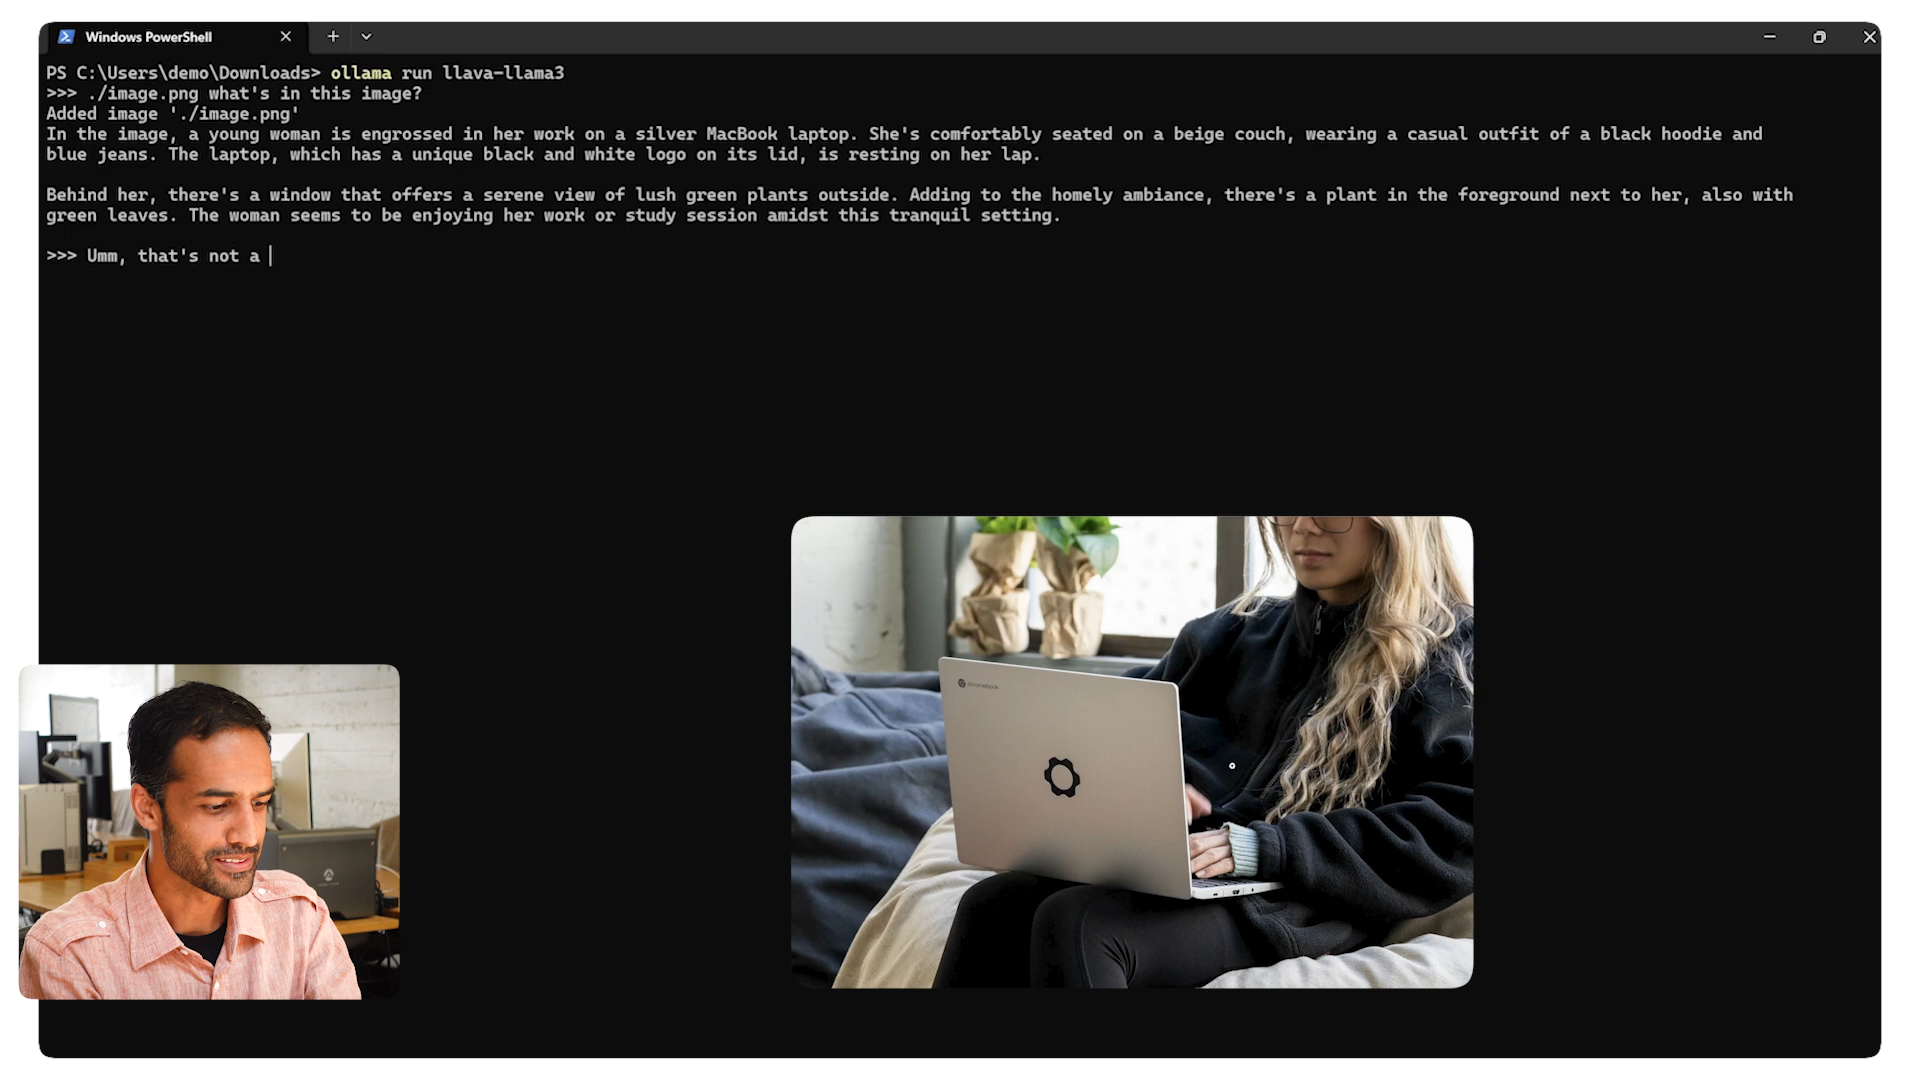 Windows PowerShell
PS C:\Users\demo\Downloads> ollama run llava-llama3
>>> ./image.png what's in this image?
Added image './image.png'
In the image, a young woman is engrossed in her work on a silver MacBook laptop. She's comfortably seated on a beige couch, wearing a casual outfit of a black hoodie and
blue jeans. The laptop, which has a unique black and white logo on its lid, is resting on her lap.
Behind her, there's a window that offers a serene view of lush green plants outside. Adding to the homely ambiance, there's a plant in the foreground next to her, also with
green leaves. The woman seems to be enjoying her work or study session amidst this tranquil setting.
>>> Umm, that's not a
chromebook